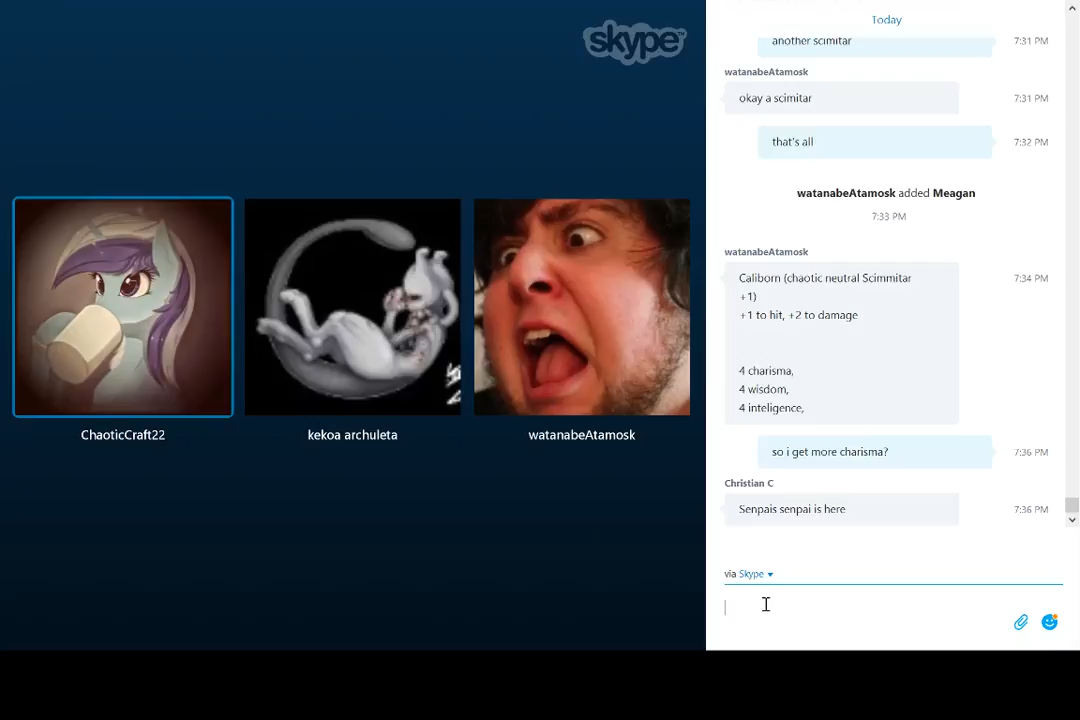 skype™
Today
another scimitar
7:31 PM
watanabeAtamosk
okay a scimitar
7:31 PM
that's all
7:32 PM
watanabeAtamosk added Meagan
7:33 PM
watanabeAtamosk
Caliborn (chaotic neutral Scimmitar
7:34 PM
+1)
+1 to hit, +2 to damage
4 charisma,
4 wisdom,
4 inteligence,
so i get more charisma?
7:36 PM
Christian C
Senpais senpai is here
7:36 PM
via Skype
ChaoticCraft22
kekoa archuleta
watanabeAtamosk